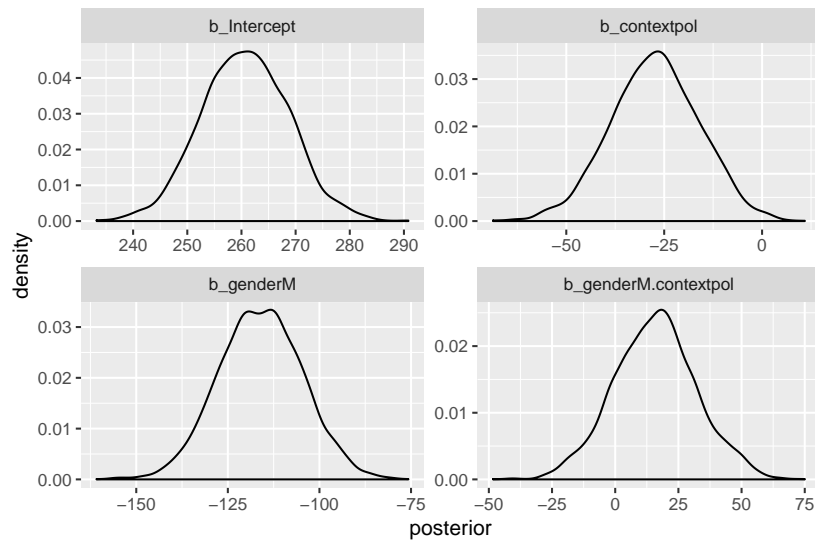 b_Intercept b_contextpol
0.04 0.03 0.02 0.01 0.00
0.03 0.02 0.01 0.00
240 250 260 270 280 290
−50 −25 0
density
b_genderM b_genderM.contextpol
0.03 0.02 0.01 0.00
0.02 0.01 0.00
−150 −125 −100 −75
−50 −25 0 25 50 75
posterior